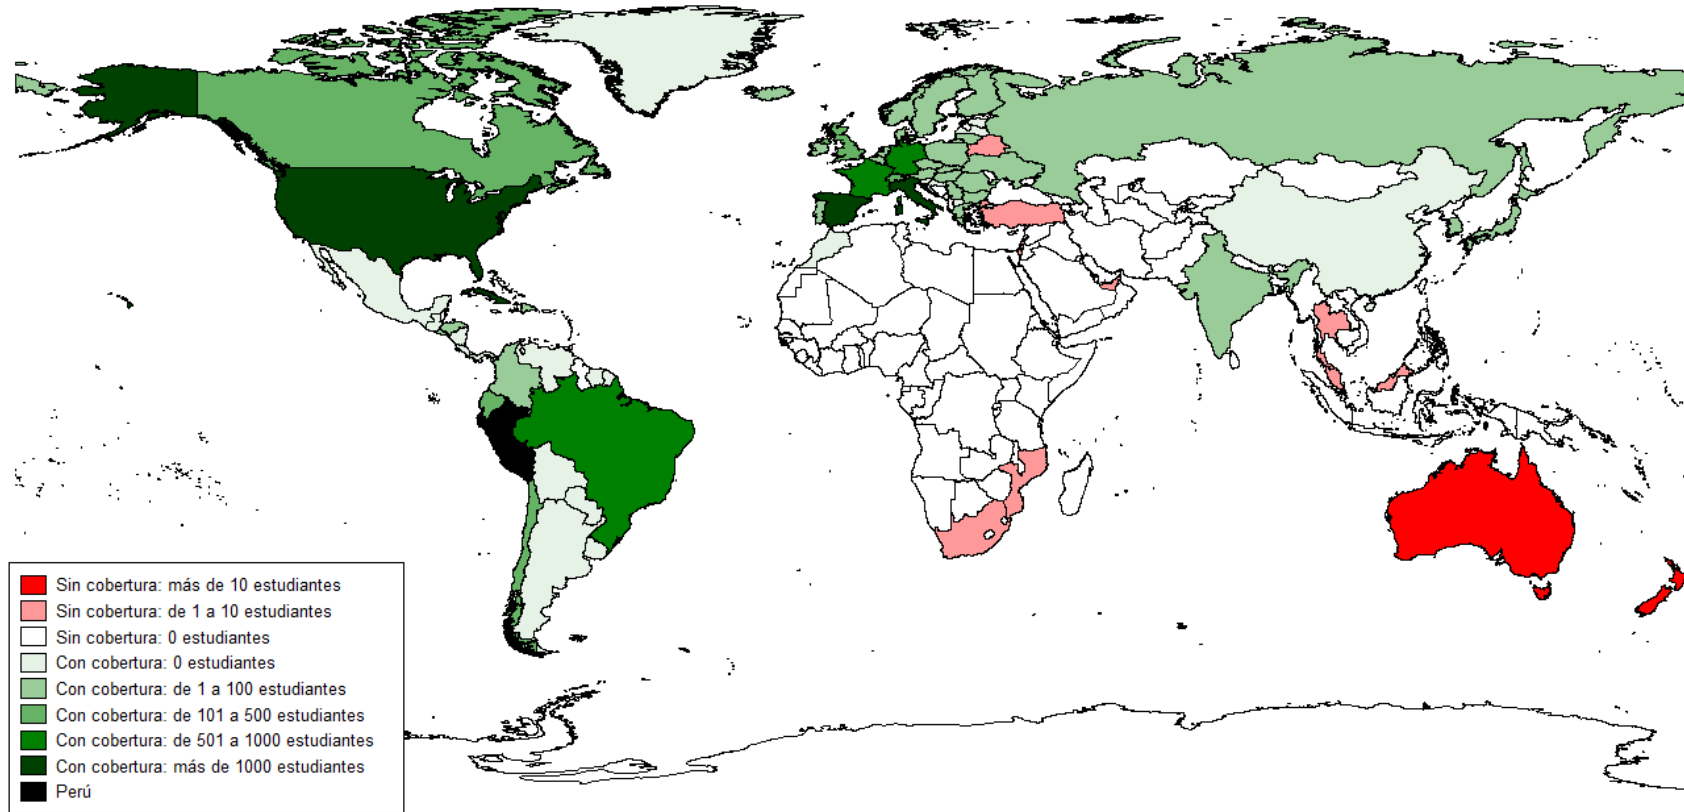 Sin cobertura: más de 10 estudiantes
Sin cobertura: de 1 a 10 estudiantes
Sin cobertura: 0 estudiantes
Con cobertura: 0 estudiantes
Con cobertura: de 1 a 100 estudiantes
Con cobertura: de 101 a 500 estudiantes
Con cobertura: de 501 a 1000 estudiantes
Con cobertura: más de 1000 estudiantes
Perú